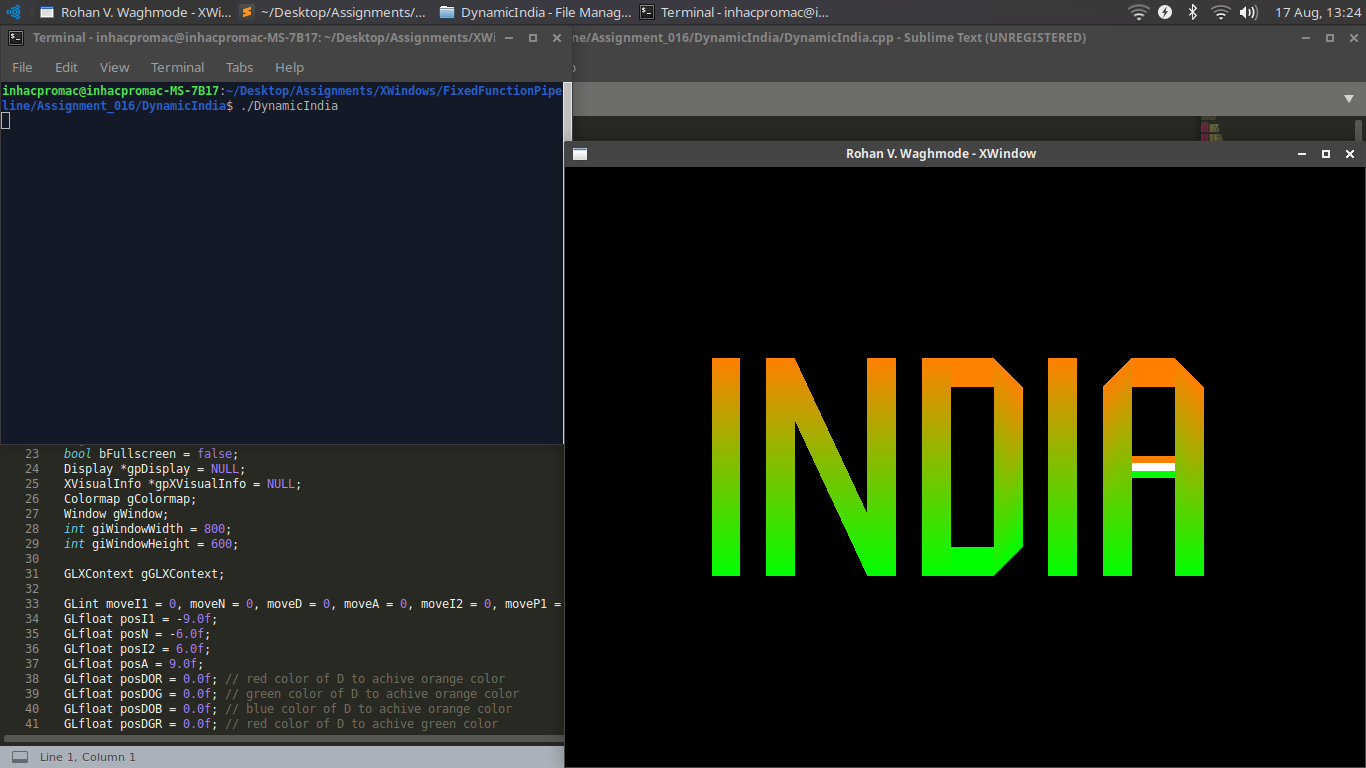 Rohan V. Waghmode - XWi...
~/Desktop/Assignments/...
DynamicIndia - File Manag...
Terminal - inhacpromac@i...
17 Aug, 13:24
Terminal - inhacpromac@inhacpromac-MS-7B17: ~/Desktop/Assignments/XWi
ne/Assignment_016/DynamicIndia/DynamicIndia.cpp - Sublime Text (UNREGISTERED)
File Edit View Terminal Tabs Help
inhacpromac@inhacpromac-MS-7B17:~/Desktop/Assignments/XWindows/FixedFunctionPipe
line/Assignment_016/DynamicIndia$ ./DynamicIndia
Rohan V. Waghmode - XWindow
INDIA
23 bool bFullscreen = false;
24 Display *gpDisplay = NULL;
25 XVisualInfo *gpXVisualInfo = NULL;
26 Colormap gColormap;
27 Window gWindow;
28 int giWindowWidth = 800;
29 int giWindowHeight = 600;
30
31 GLXContext gGLXContext;
32
33 GLint moveI1 = 0, moveN = 0, moveD = 0, moveA = 0, moveI2 = 0, moveP1 =
34 GLfloat posI1 = -9.0f;
35 GLfloat posN = -6.0f;
36 GLfloat posI2 = 6.0f;
37 GLfloat posA = 9.0f;
38 GLfloat posDOR = 0.0f; // red color of D to achive orange color
39 GLfloat posDOG = 0.0f; // green color of D to achive orange color
40 GLfloat posDOB = 0.0f; // blue color of D to achive orange color
41 GLfloat posDGR = 0.0f; // red color of D to achive green color
Line 1, Column 1